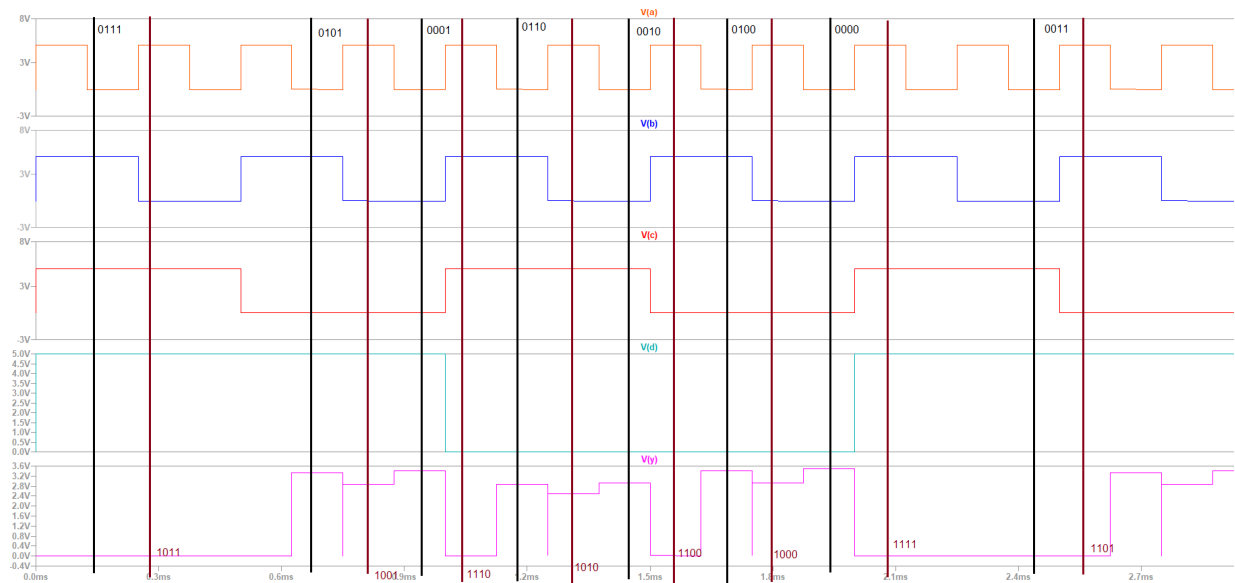 V(a)
8V
3V
-3V
0111
0101
0001
0110
0010
0100
0000
0011
V(b)
8V
3V
-3V
V(c)
8V
3V
-3V
V(d)
5.0V
4.5V
4.0V
3.5V
3.0V
2.5V
2.0V
1.5V
1.0V
0.5V
0.0V
V(y)
3.6V
3.2V
2.8V
2.4V
2.0V
1.6V
1.2V
0.8V
0.4V
0.0V
-0.4V
1011
1001
1110
1010
1100
1000
1111
1101
0.0ms 0.3ms 0.6ms 0.9ms 1.2ms 1.5ms 1.8ms 2.1ms 2.4ms 2.7ms